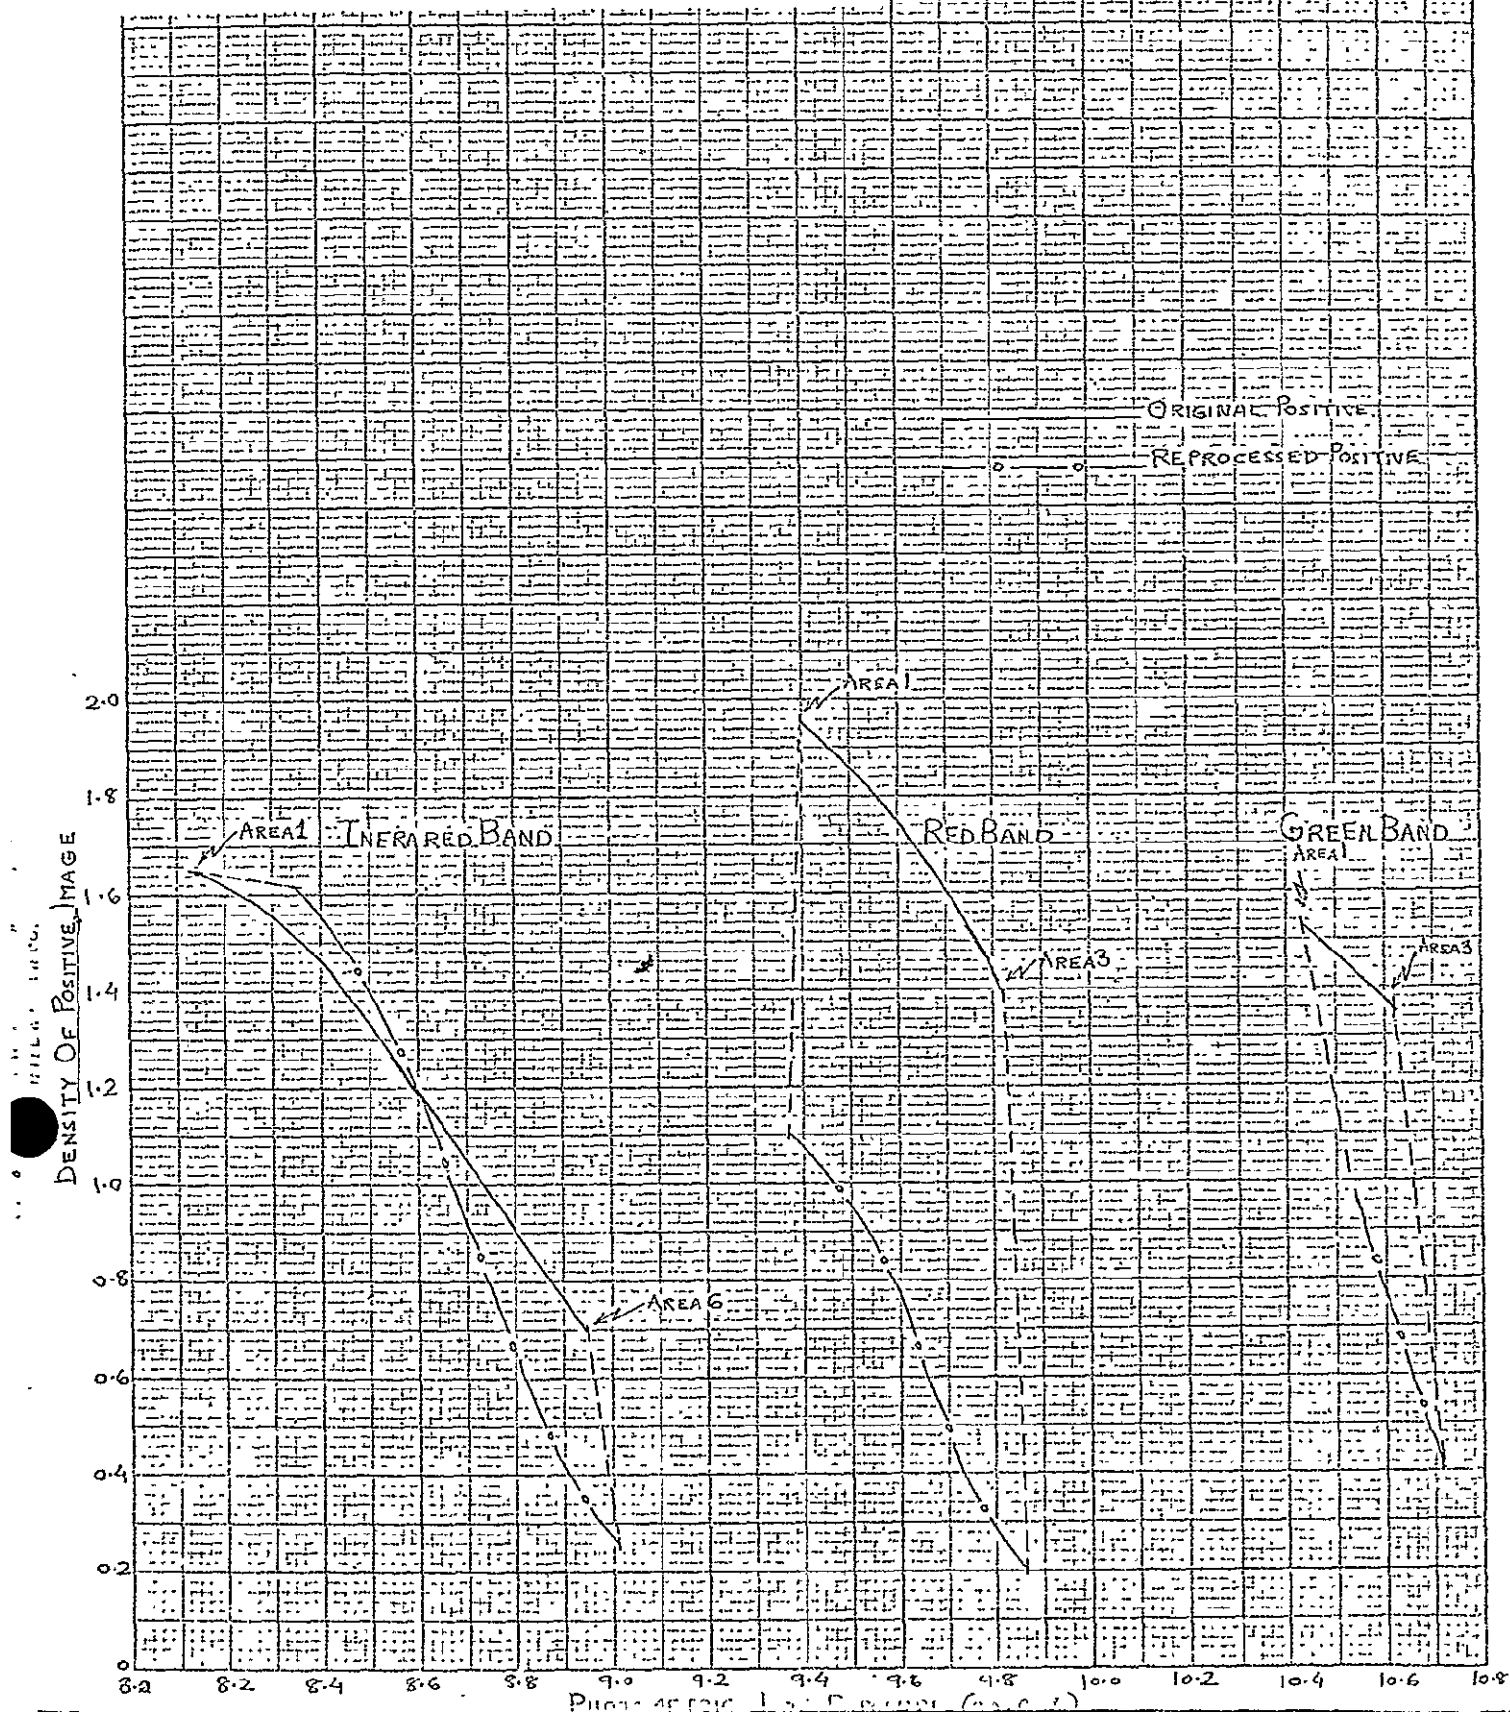 ORIGINAL POSITIVE
REPROCESSED POSITIVE
AREA 1
2.0
1.8
AREA 1 INFRARED BAND RED BAND GREEN BAND
AREA 1
1.6
DENSITY OF POSITIVE IMAGE
AREA 3 AREA 3
1.4
1.2
1.0
0.8
AREA 6
0.6
0.4
0.2
0
8.2 8.2 8.4 8.6 8.8 9.0 9.2 9.4 9.6 9.8 10.0 10.2 10.4 10.6 10.8